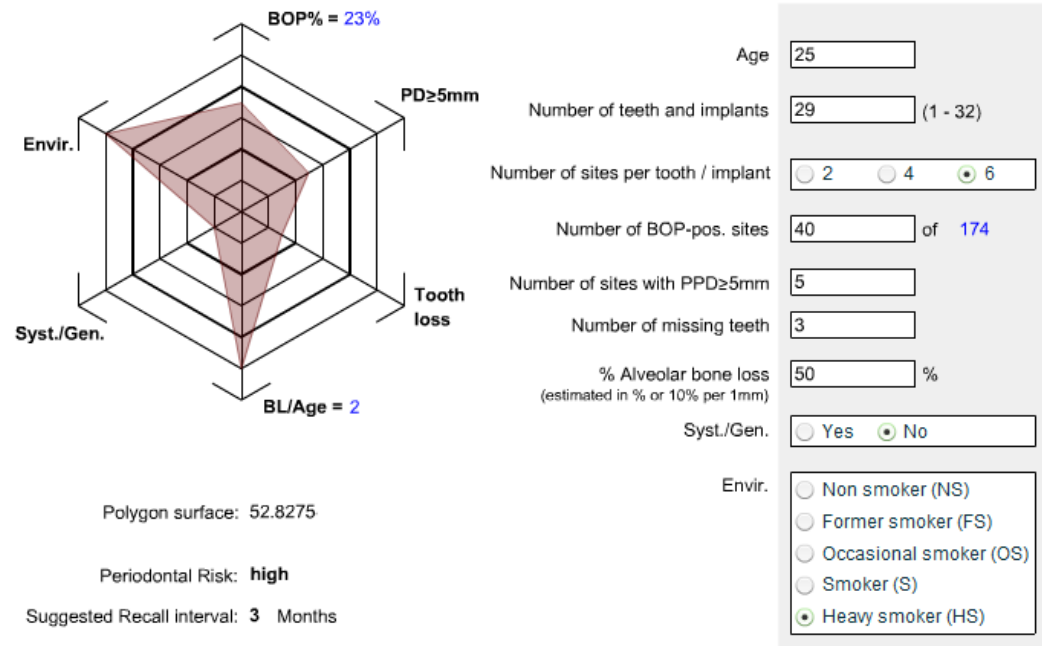 BOP% = 23%
PD≥5mm
Envir.
Tooth
loss
Syst./Gen.
BL/Age = 2
Polygon surface: 52.8275
Periodontal Risk: high
Suggested Recall interval: 3 Months
Age 25
Number of teeth and implants 29 (1 - 32)
Number of sites per tooth / implant 2 4 6
Number of BOP-pos. sites 40 of 174
Number of sites with PPD≥5mm 5
Number of missing teeth 3
% Alveolar bone loss 50 %
(estimated in % or 10% per 1mm)
Syst./Gen. Yes No
Envir. Non smoker (NS)
Former smoker (FS)
Occasional smoker (OS)
Smoker (S)
Heavy smoker (HS)